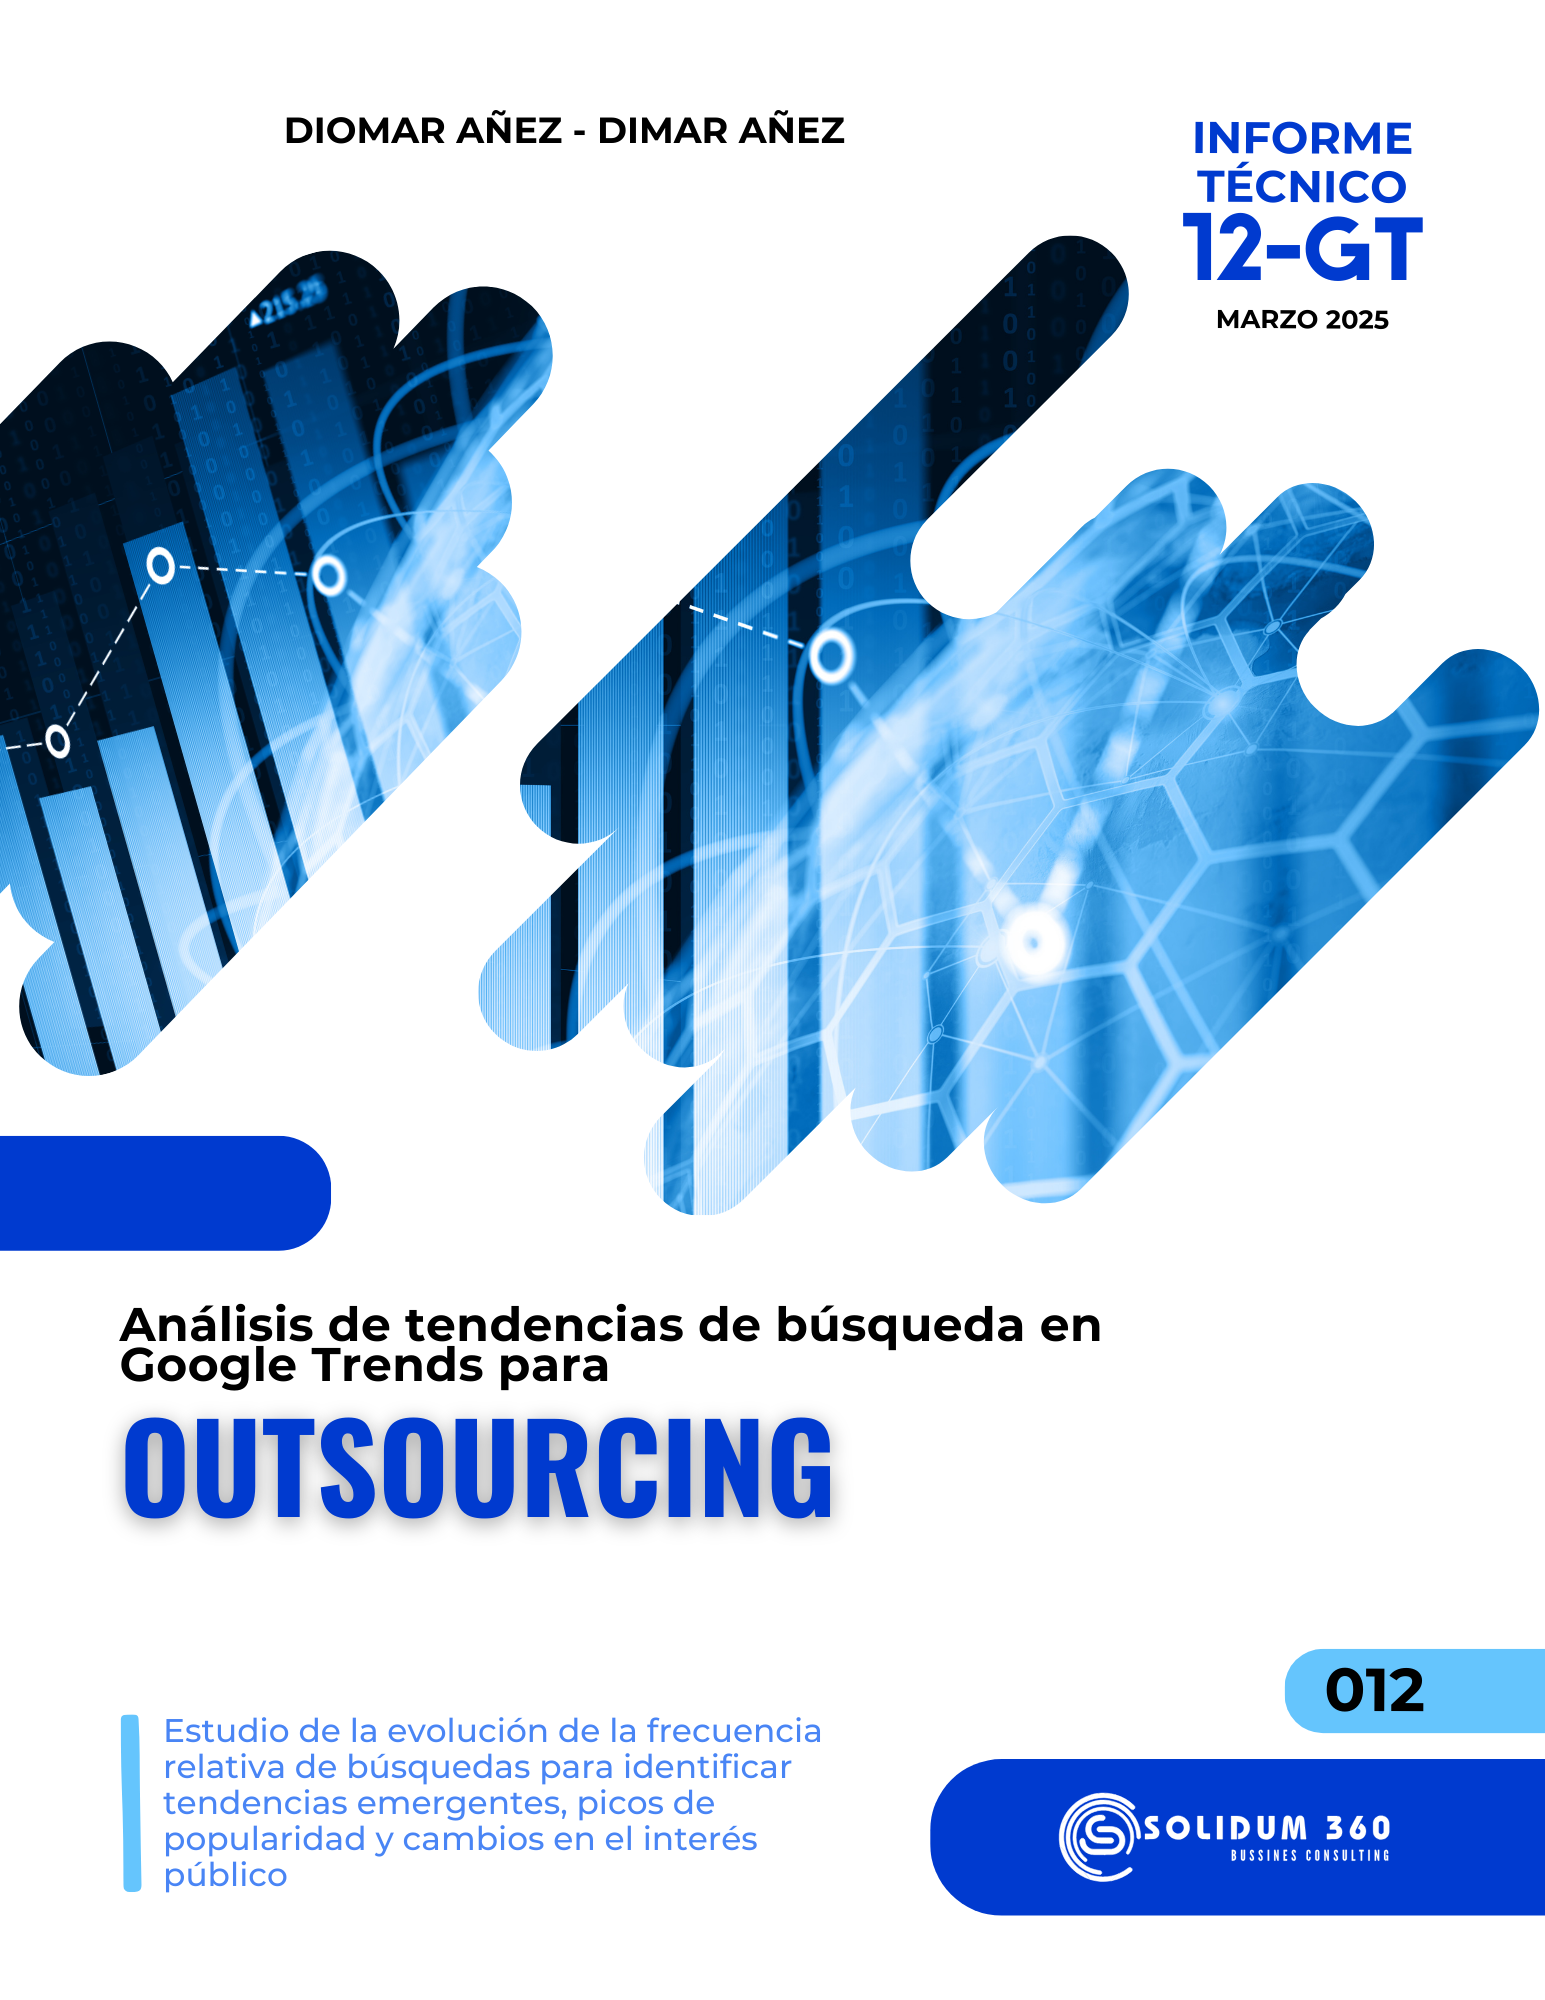 DIOMAR AÑEZ - DIMAR AÑEZ
INFORME
TÉCNICO
12-GT
MARZO 2025
▲215.29
Análisis de tendencias de búsqueda en
Google Trends para
OUTSOURCING
012
Estudio de la evolución de la frecuencia
relativa de búsquedas para identificar
tendencias emergentes, picos de
popularidad y cambios en el interés
público
SOLIDUM 360
BUSSINES CONSULTING